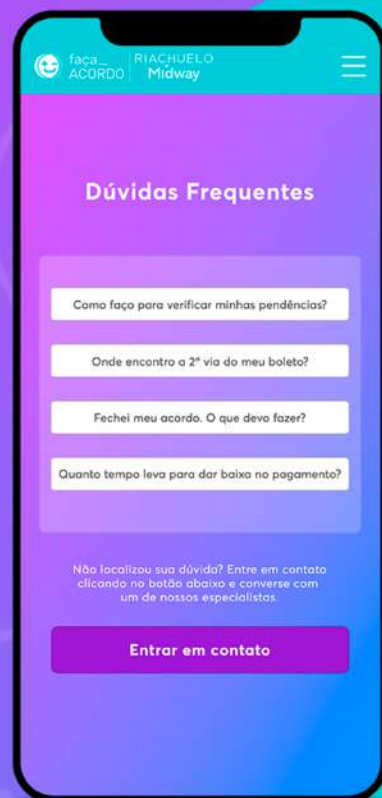 faça_
ACORDO
RIACHUELO
Midway
Dúvidas Frequentes
Como faço para verificar minhas pendências?
Onde encontro a 2ª via do meu boleto?
Fechei meu acordo. O que devo fazer?
Quanto tempo leva para dar baixa no pagamento?
Não localizou sua dúvida? Entre em contato
clicando no botão abaixo e converse com
um de nossos especialistas.
Entrar em contato